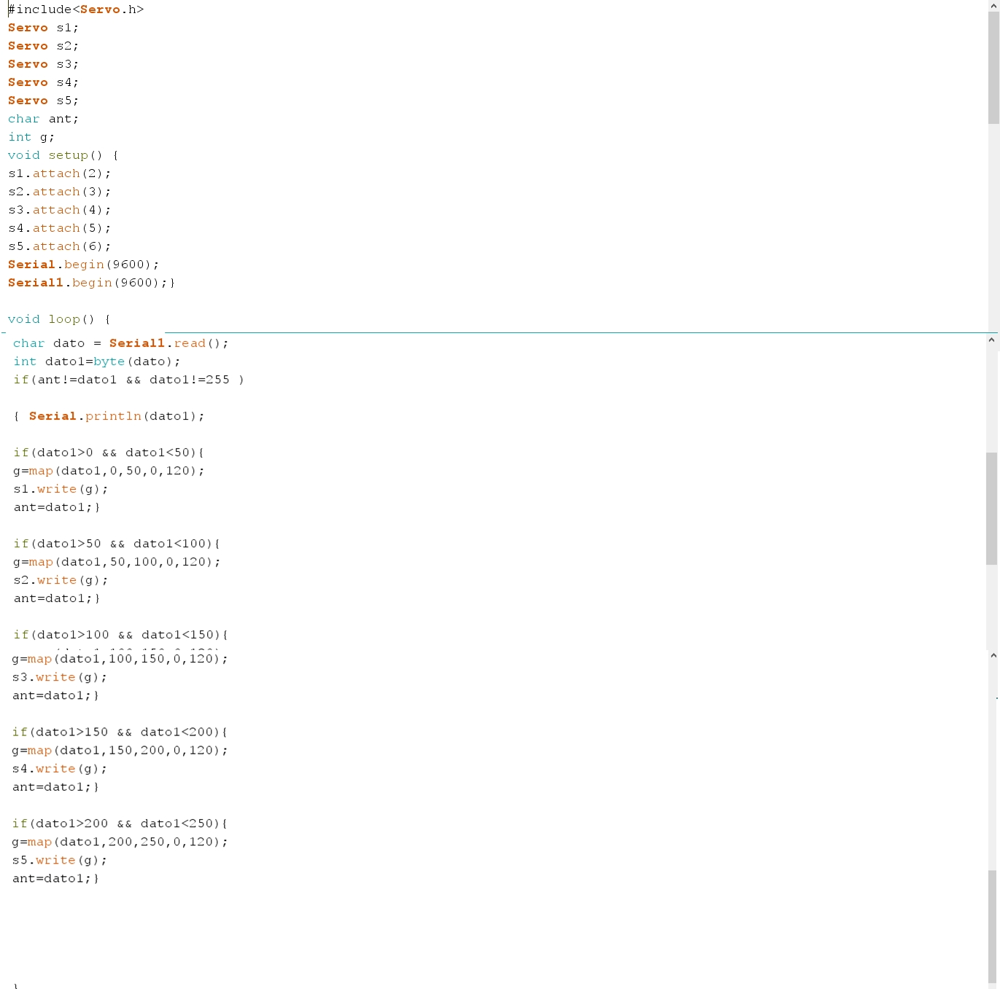 #include<Servo.h>
Servo s1;
Servo s2;
Servo s3;
Servo s4;
Servo s5;
char ant;
int g;
void setup() {
s1.attach(2);
s2.attach(3);
s3.attach(4);
s4.attach(5);
s5.attach(6);
Serial.begin(9600);
Serial1.begin(9600);}
void loop() {
char dato = Serial1.read();
int dato1=byte(dato);
if(ant!=dato1 && dato1!=255 )
{ Serial.println(dato1);
if(dato1>0 && dato1<50){
g=map(dato1,0,50,0,120);
s1.write(g);
ant=dato1;}
if(dato1>50 && dato1<100){
g=map(dato1,50,100,0,120);
s2.write(g);
ant=dato1;}
if(dato1>100 && dato1<150){
g=map(dato1,100,150,0,120);
s3.write(g);
ant=dato1;}
if(dato1>150 && dato1<200){
g=map(dato1,150,200,0,120);
s4.write(g);
ant=dato1;}
if(dato1>200 && dato1<250){
g=map(dato1,200,250,0,120);
s5.write(g);
ant=dato1;}